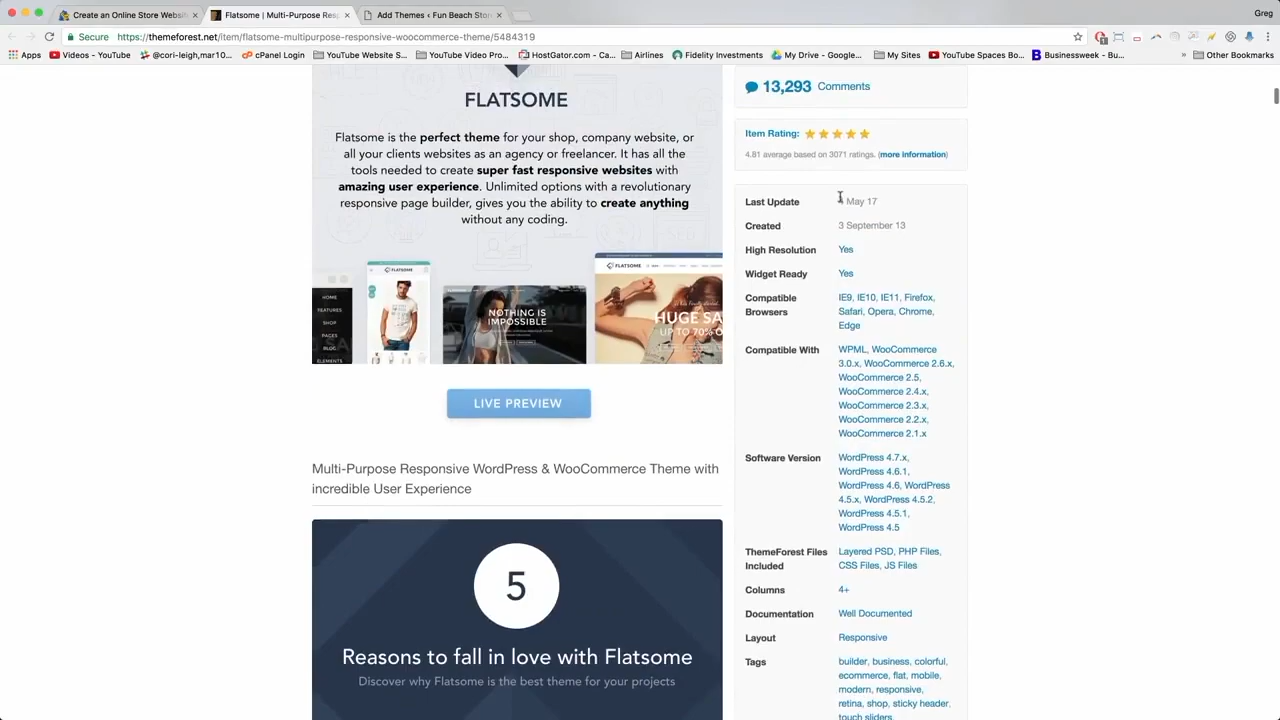 Create an Online Store Websit
Flatsome | Multi-Purpose Resp
Add Themes ‹ Fun Beach Stor
Greg
Secure
https://themeforest.net/item/flatsome-multipurpose-responsive-woocommerce-theme/5484319
Apps
Videos - YouTube
@cori-leigh,mar10...
cPanel Login
YouTube Website S...
YouTube Video Pro...
HostGator.com - Ca...
Airlines
Fidelity Investments
My Drive - Google...
My Sites
YouTube Spaces Bo...
Businessweek - Bu...
»
Other Bookmarks
FLATSOME
Flatsome is the perfect theme for your shop, company website, or
all your clients websites as an agency or freelancer. It has all the
tools needed to create super fast responsive websites with
amazing user experience. Unlimited options with a revolutionary
responsive page builder, gives you the ability to create anything
without any coding.
HOME
FEATURES
SHOP
PAGES
BLOG
ELEMENTS
FLATSOME
NOTHING IS
IMPOSSIBLE
FLATSOME
HUGE SA
UP TO 70% O
LIVE PREVIEW
Multi-Purpose Responsive WordPress & WooCommerce Theme with
incredible User Experience
5
Reasons to fall in love with Flatsome
Discover why Flatsome is the best theme for your projects
13,293 Comments
Item Rating:
4.81 average based on 3071 ratings. (more information)
Last Update
May 17
Created
3 September 13
High Resolution
Yes
Widget Ready
Yes
Compatible
Browsers
IE9, IE10, IE11, Firefox,
Safari, Opera, Chrome,
Edge
Compatible With
WPML, WooCommerce
3.0.x, WooCommerce 2.6.x,
WooCommerce 2.5,
WooCommerce 2.4.x,
WooCommerce 2.3.x,
WooCommerce 2.2.x,
WooCommerce 2.1.x
Software Version
WordPress 4.7.x,
WordPress 4.6.1,
WordPress 4.6, WordPress
4.5.x, WordPress 4.5.2,
WordPress 4.5.1,
WordPress 4.5
ThemeForest Files
Included
Layered PSD, PHP Files,
CSS Files, JS Files
Columns
4+
Documentation
Well Documented
Layout
Responsive
Tags
builder, business, colorful,
ecommerce, flat, mobile,
modern, responsive,
retina, shop, sticky header,
touch sliders,